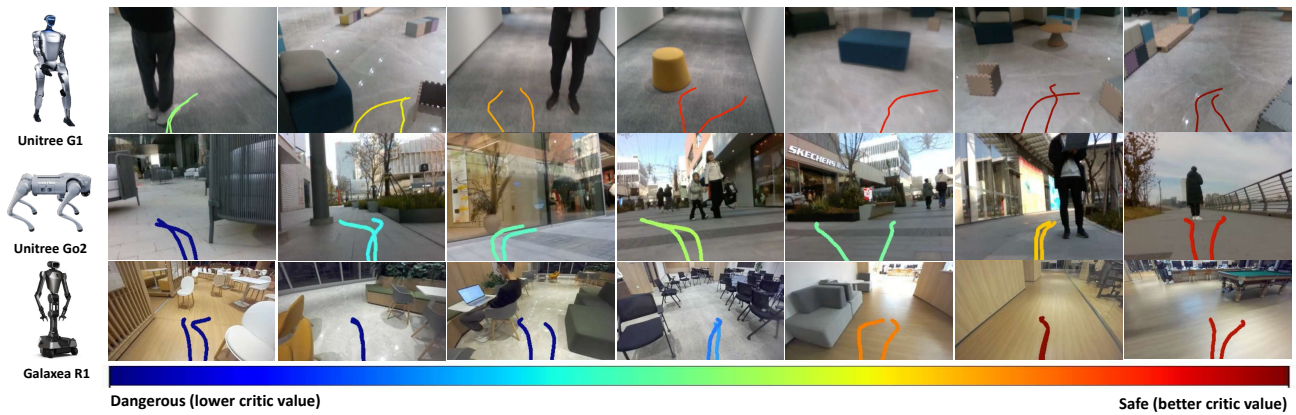 Unitree G1
SKECHERS
Unitree Go2
Galaxea R1
Dangerous (lower critic value)
Safe (better critic value)